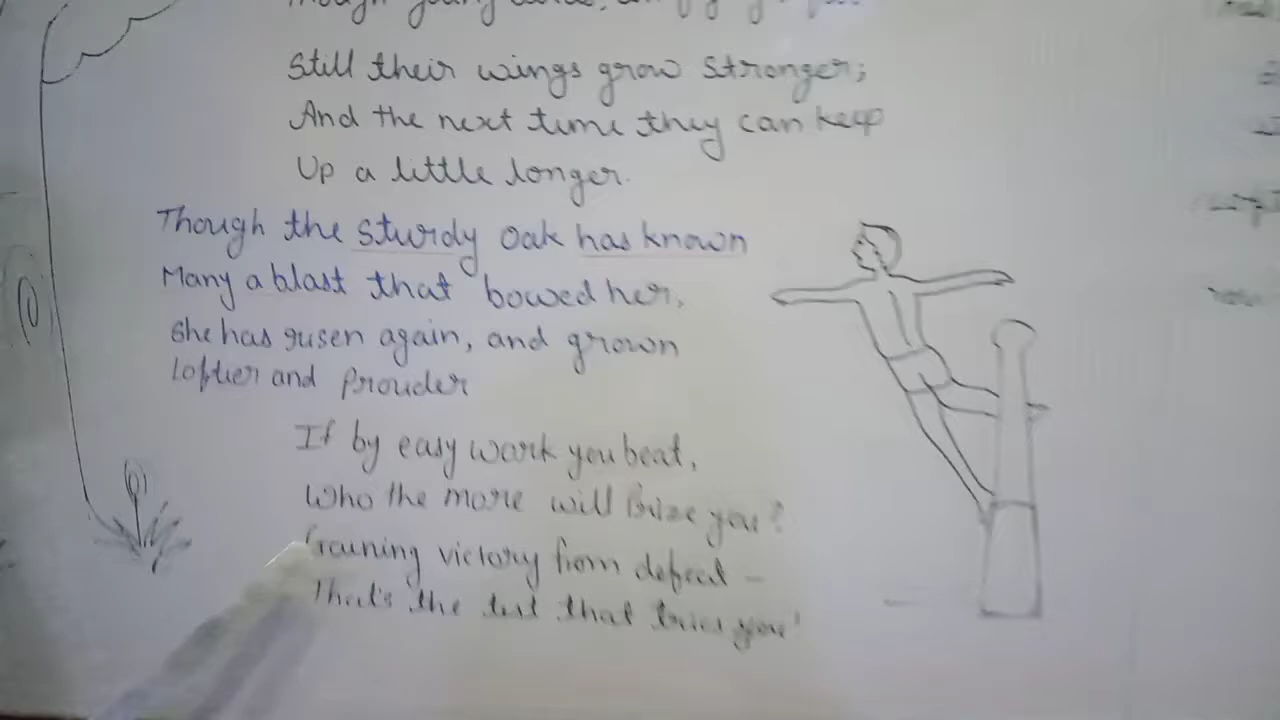 Though young
Still their wings grow stronger;
And the next time they can keep
Up a little longer.
Though the sturdy oak has known
Many a blast that bowed her,
She has risen again, and grown
Loftier and Prouder
If by easy work you beat,
Who the more will Prize you?
Gaining victory from defeat –
That's the test that tries you!